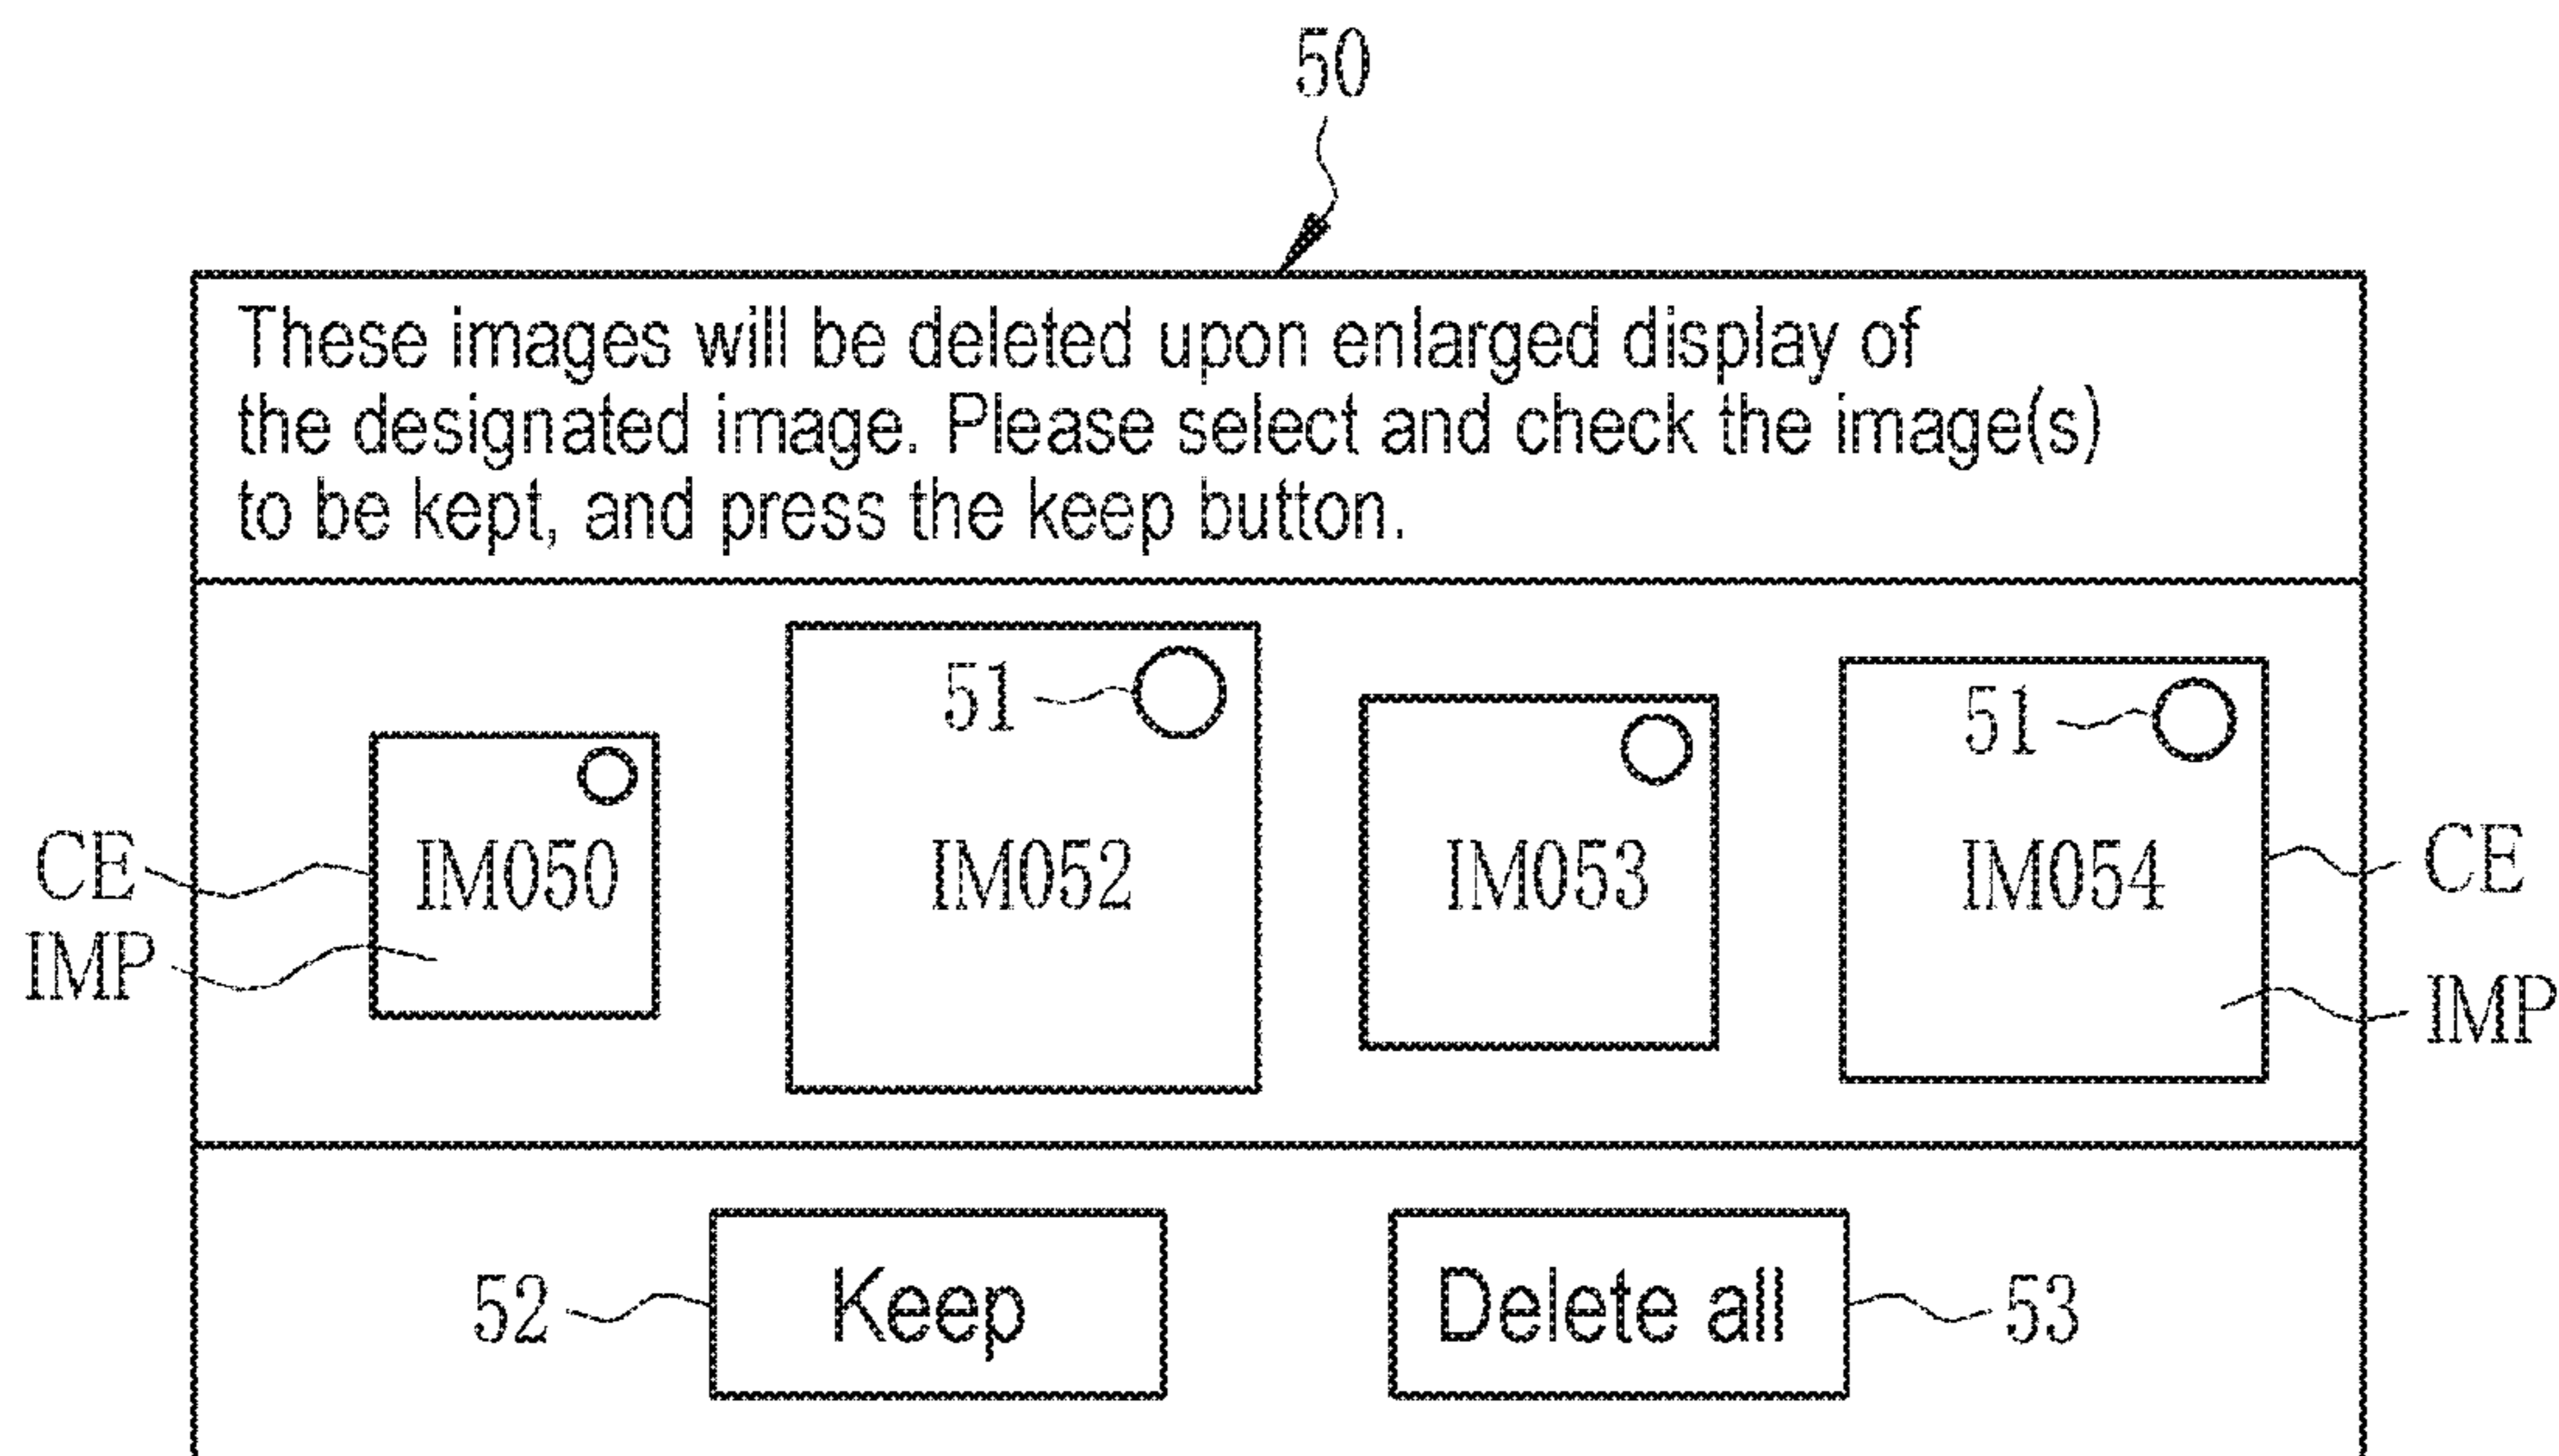 50
These images will be deleted upon enlarged display of
the designated image. Please select and check the image(s)
to be kept, and press the keep button.
51
51
CE IM050 IM052 IM053 IM054 CE
IMP
IMP
52 Keep Delete all 53